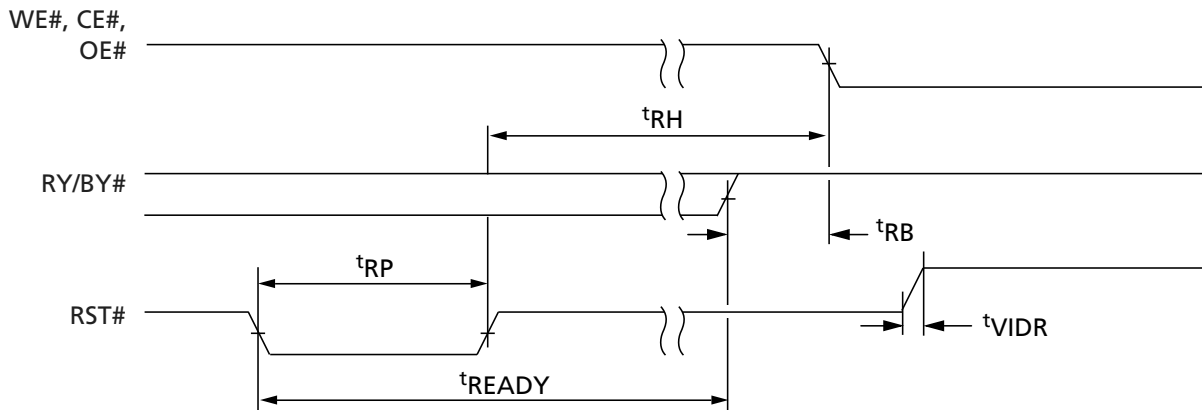 WE#, CE#,
OE#
tRH
RY/BY#
tRB
tRP
RST#
tVIDR
tREADY